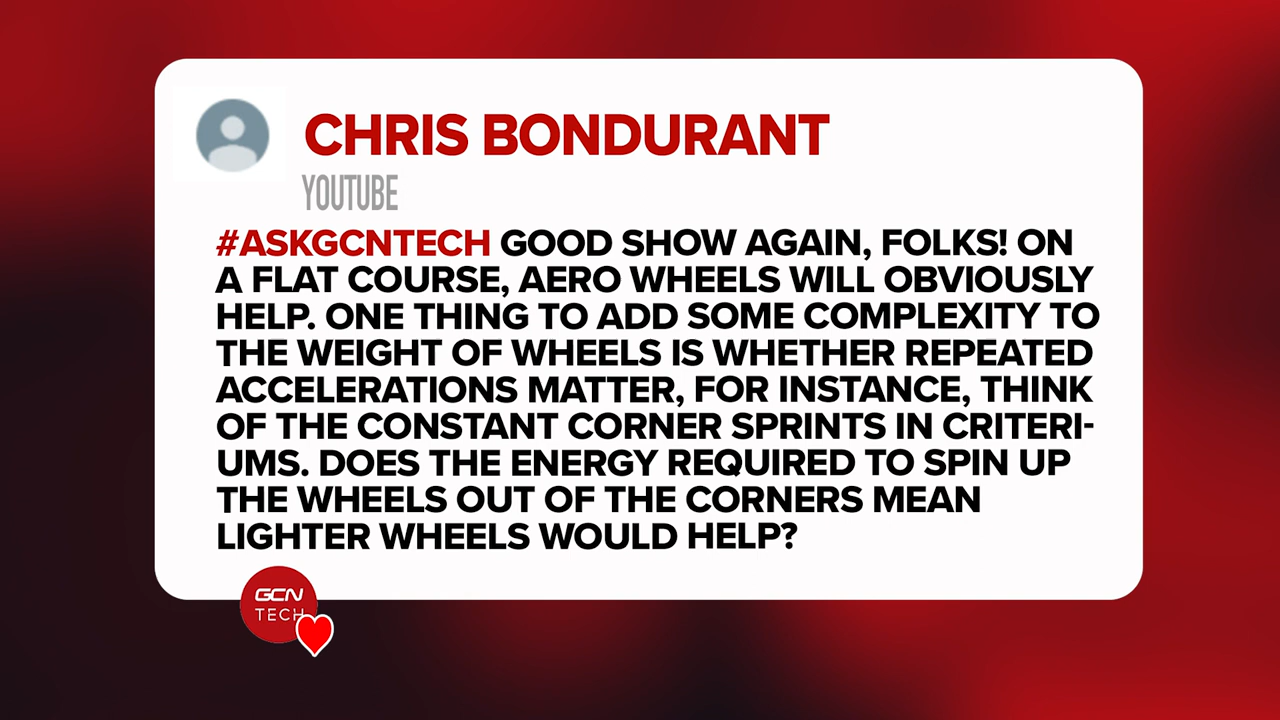 CHRIS BONDURANT
YOUTUBE
#ASKGCNTECH GOOD SHOW AGAIN, FOLKS! ON
A FLAT COURSE, AERO WHEELS WILL OBVIOUSLY
HELP. ONE THING TO ADD SOME COMPLEXITY TO
THE WEIGHT OF WHEELS IS WHETHER REPEATED
ACCELERATIONS MATTER, FOR INSTANCE, THINK
OF THE CONSTANT CORNER SPRINTS IN CRITERI-
UMS. DOES THE ENERGY REQUIRED TO SPIN UP
THE WHEELS OUT OF THE CORNERS MEAN
LIGHTER WHEELS WOULD HELP?
GCN
TECH